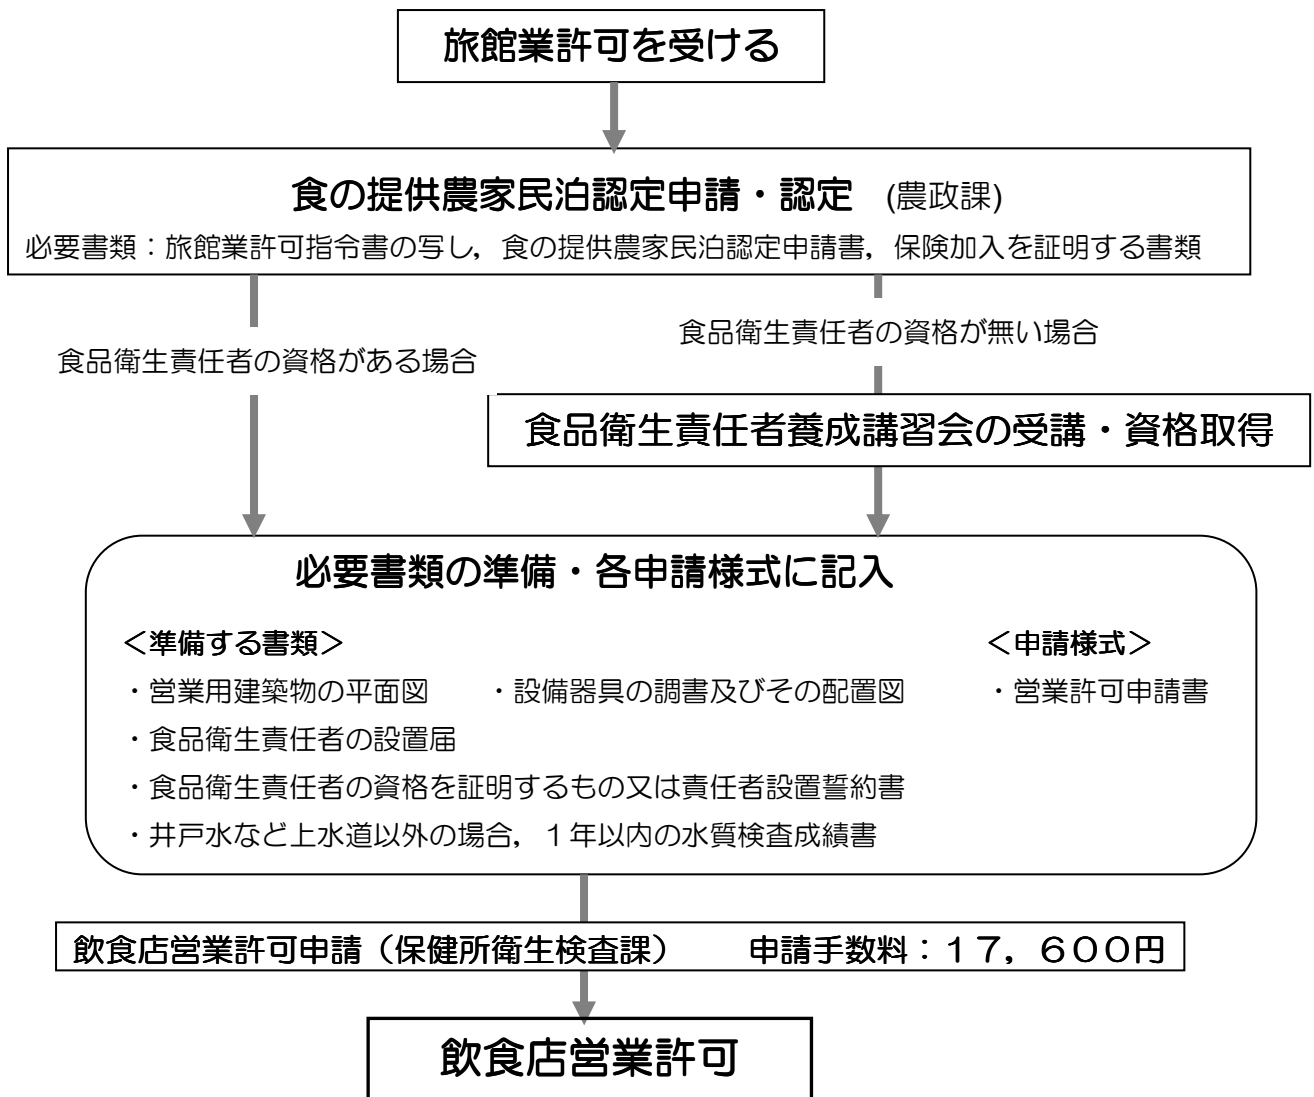 旅館業許可を受ける
食の提供農家民泊認定申請・認定 (農政課)
必要書類：旅館業許可指令書の写し，食の提供農家民泊認定申請書，保険加入を証明する書類
食品衛生責任者の資格が無い場合
食品衛生責任者の資格がある場合
食品衛生責任者養成講習会の受講・資格取得
必要書類の準備・各申請様式に記入
＜準備する書類＞ ＜申請様式＞
・営業用建築物の平面図 ・設備器具の調書及びその配置図 ・営業許可申請書
・食品衛生責任者の設置届
・食品衛生責任者の資格を証明するもの又は責任者設置誓約書
・井戸水など上水道以外の場合，１年以内の水質検査成績書
飲食店営業許可申請（保健所衛生検査課） 申請手数料：１７，６００円
飲食店営業許可